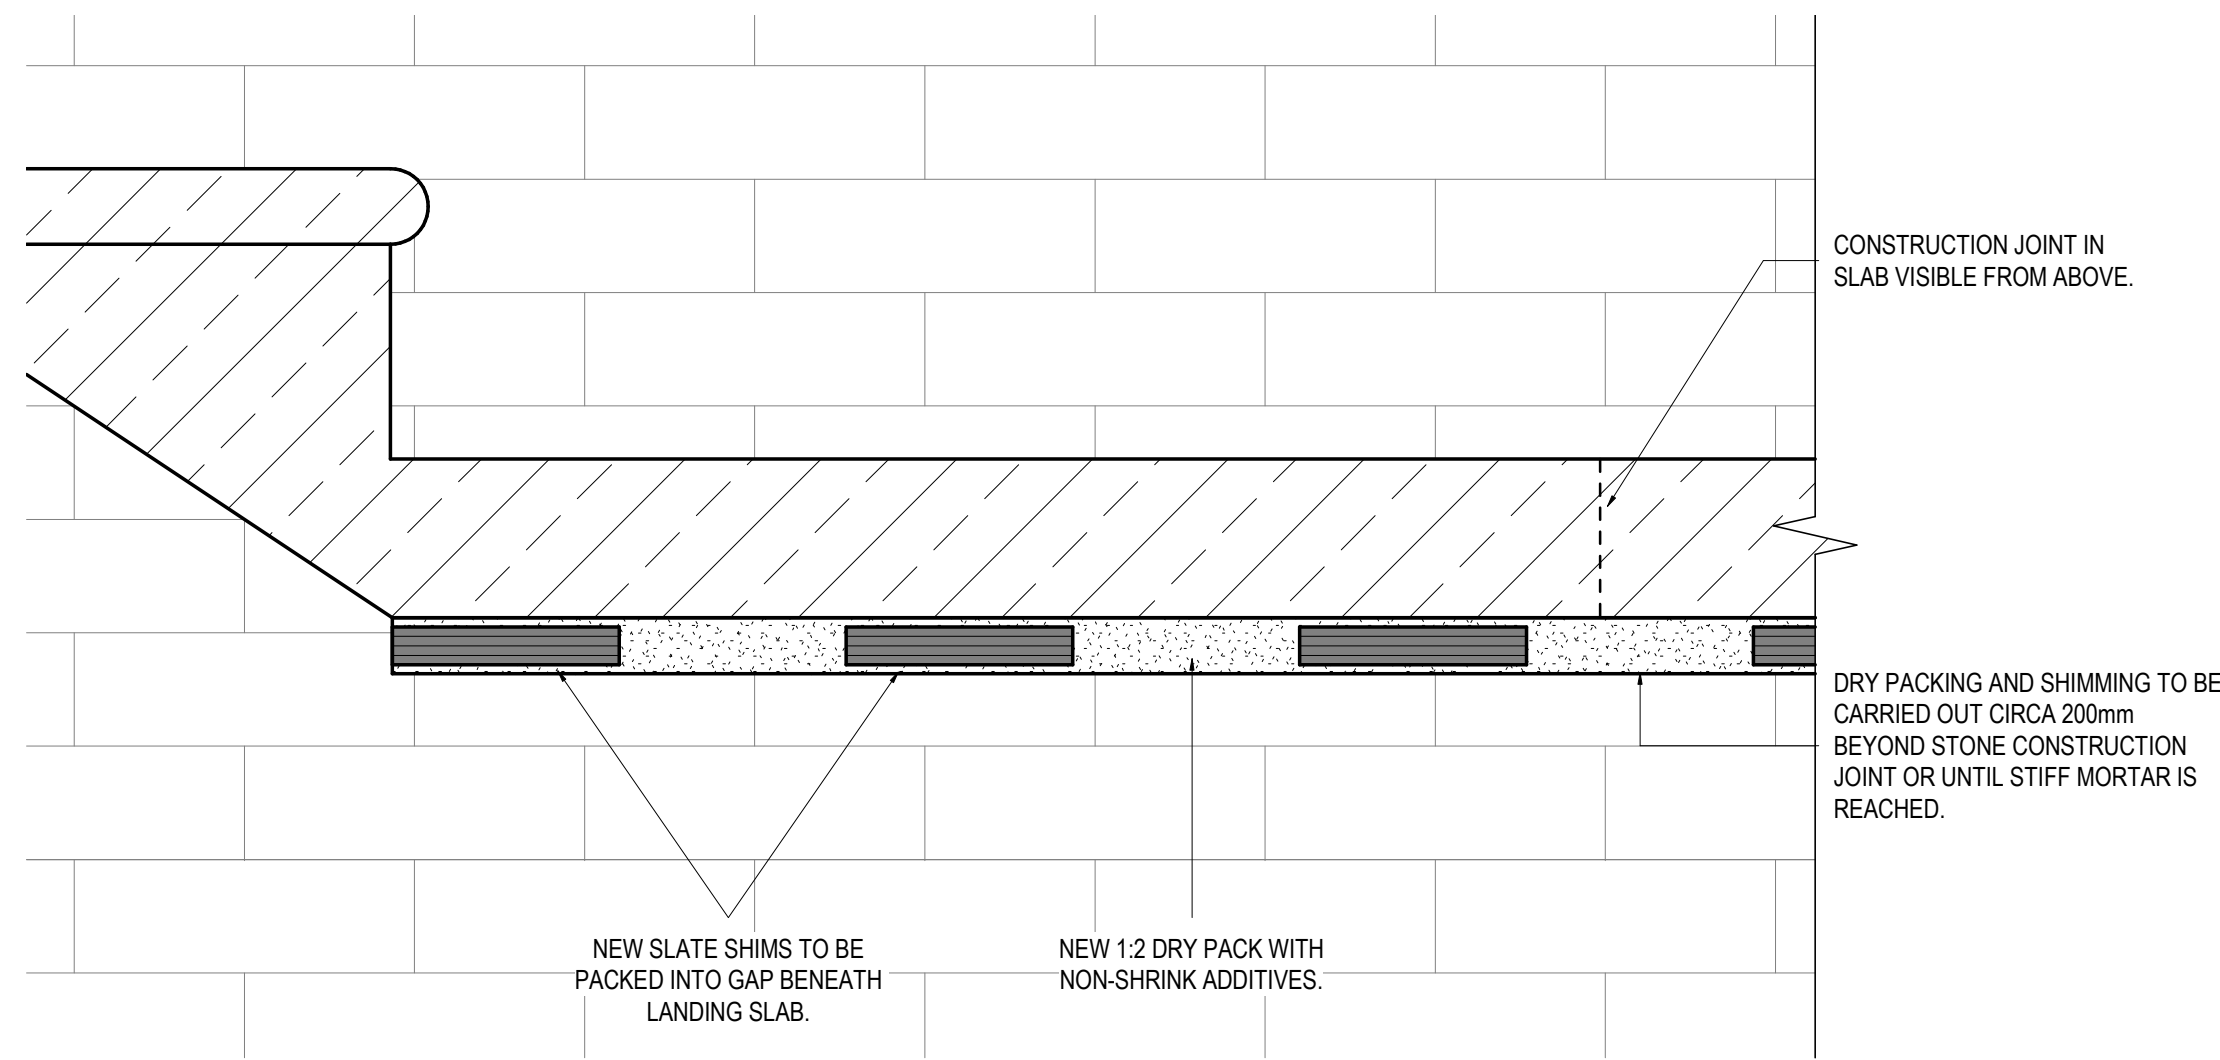 CONSTRUCTION JOINT IN
SLAB VISIBLE FROM ABOVE.
DRY PACKING AND SHIMMING TO BE
CARRIED OUT CIRCA 200mm
BEYOND STONE CONSTRUCTION
JOINT OR UNTIL STIFF MORTAR IS
REACHED.
NEW SLATE SHIMS TO BE
PACKED INTO GAP BENEATH
LANDING SLAB.
NEW 1:2 DRY PACK WITH
NON-SHRINK ADDITIVES.